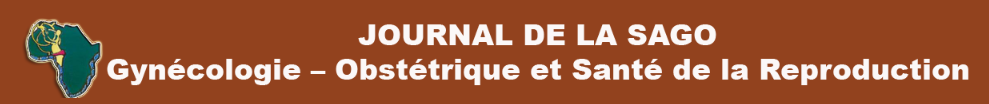 JOURNAL DE LA SAGO
Gynécologie – Obstétrique et Santé de la Reproduction